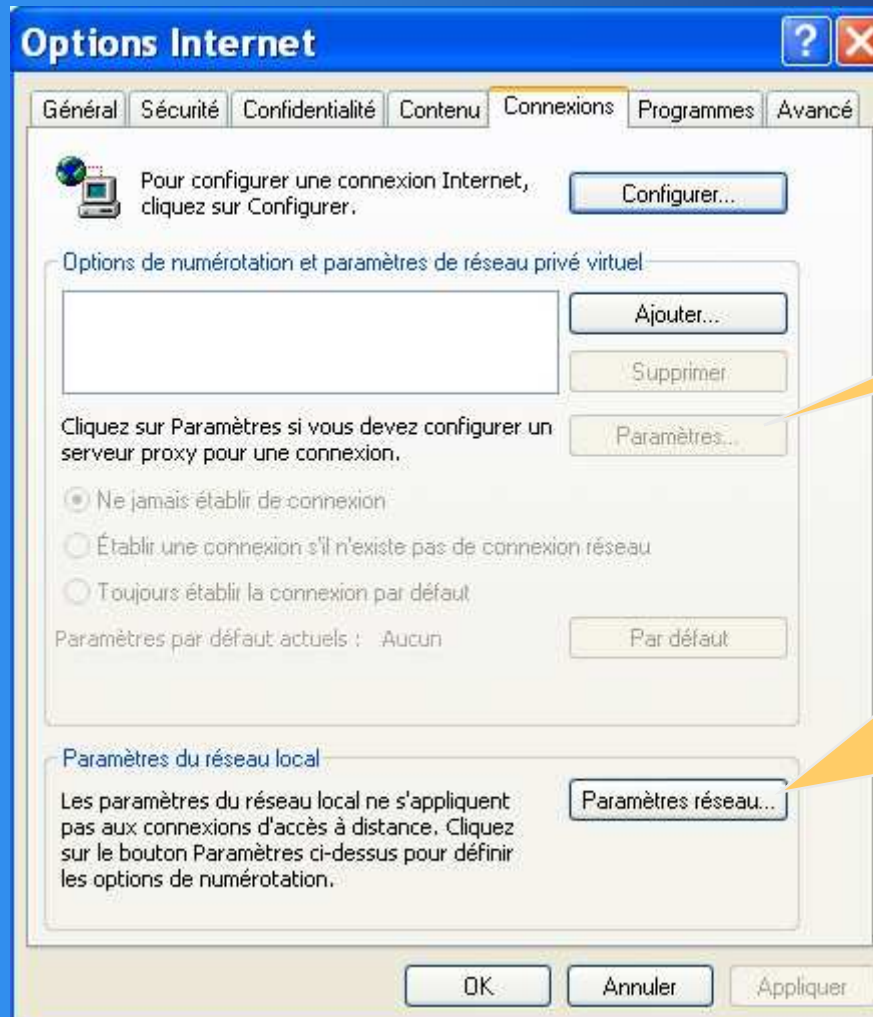 Options Internet
Général Sécurité Confidentialité Contenu Connexions Programmes Avancé
Pour configurer une connexion Internet,
cliquez sur Configurer.
Configurer...
Options de numérotation et paramètres de réseau privé virtuel
Ajouter...
Supprimer
Cliquez sur Paramètres si vous devez configurer un
serveur proxy pour une connexion.
Paramètres...
Ne jamais établir de connexion
Établir une connexion s'il n'existe pas de connexion réseau
Toujours établir la connexion par défaut
Paramètres par défaut actuels : Aucun
Par défaut
Paramètres du réseau local
Les paramètres du réseau local ne s'appliquent
pas aux connexions d'accès à distance. Cliquez
sur le bouton Paramètres ci-dessus pour définir
les options de numérotation.
Paramètres réseau...
OK Annuler Appliquer